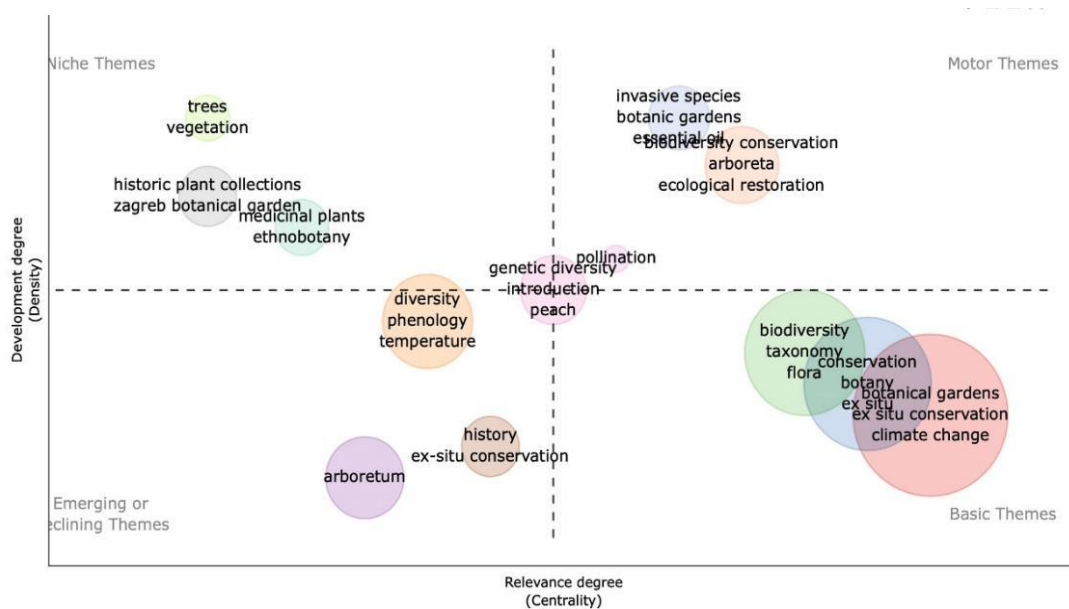 Niche Themes
Motor Themes
trees
vegetation
invasive species
botanic gardens
essential oil
biodiversity conservation
arboreta
ecological restoration
historic plant collections
zagreb botanical garden
medicinal plants
ethnobotany
pollination
genetic diversity
introduction
peach
diversity
phenology
temperature
biodiversity
taxonomy
flora
conservation
botany
ex situ
botanical gardens
ex situ conservation
climate change
history
ex-situ conservation
arboretum
Emerging or
eclining Themes
Basic Themes
Development degree
(Density)
Relevance degree
(Centrality)